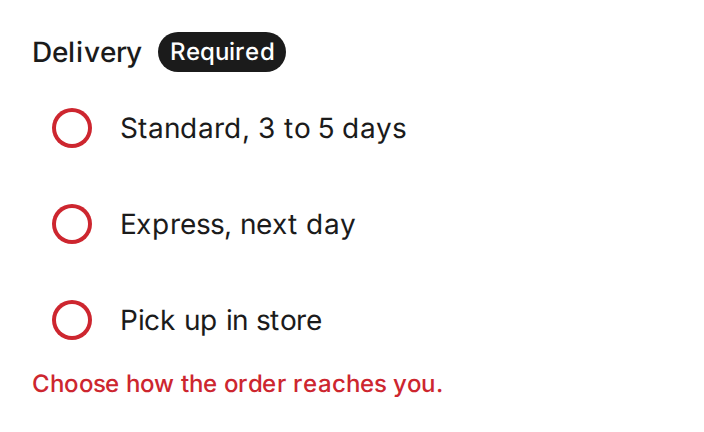 Delivery Required
Standard, 3 to 5 days
Express, next day
Pick up in store
Choose how the order reaches you.